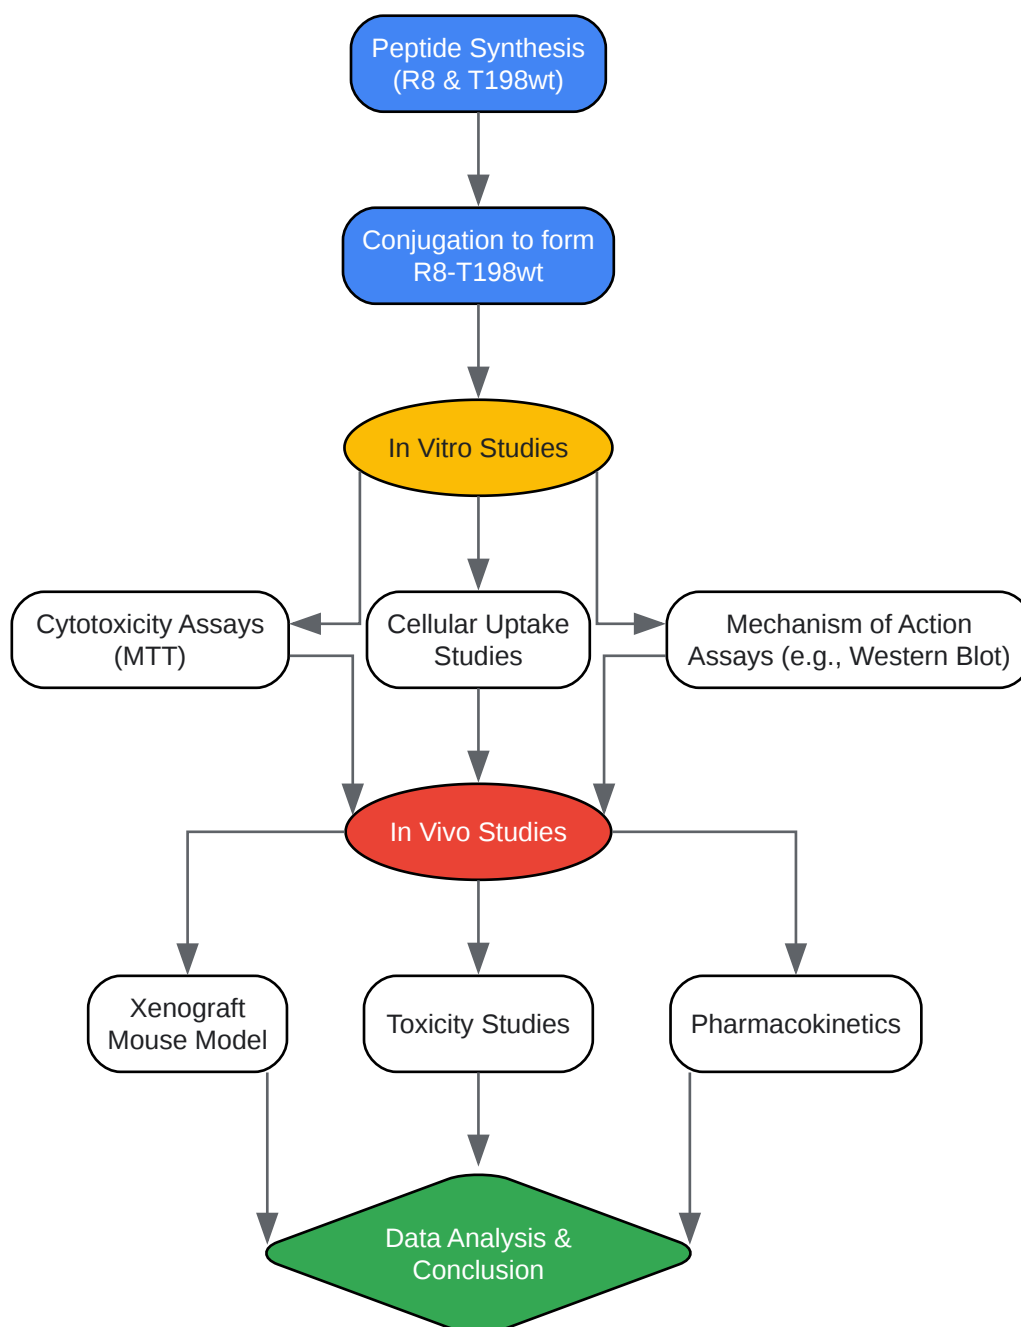 Peptide Synthesis
(R8 & T198wt)
Conjugation to form
R8-T198wt
In Vitro Studies
Cytotoxicity Assays
(MTT)
Cellular Uptake
Studies
Mechanism of Action
Assays (e.g., Western Blot)
In Vivo Studies
Xenograft
Mouse Model
Toxicity Studies
Pharmacokinetics
Data Analysis &
Conclusion